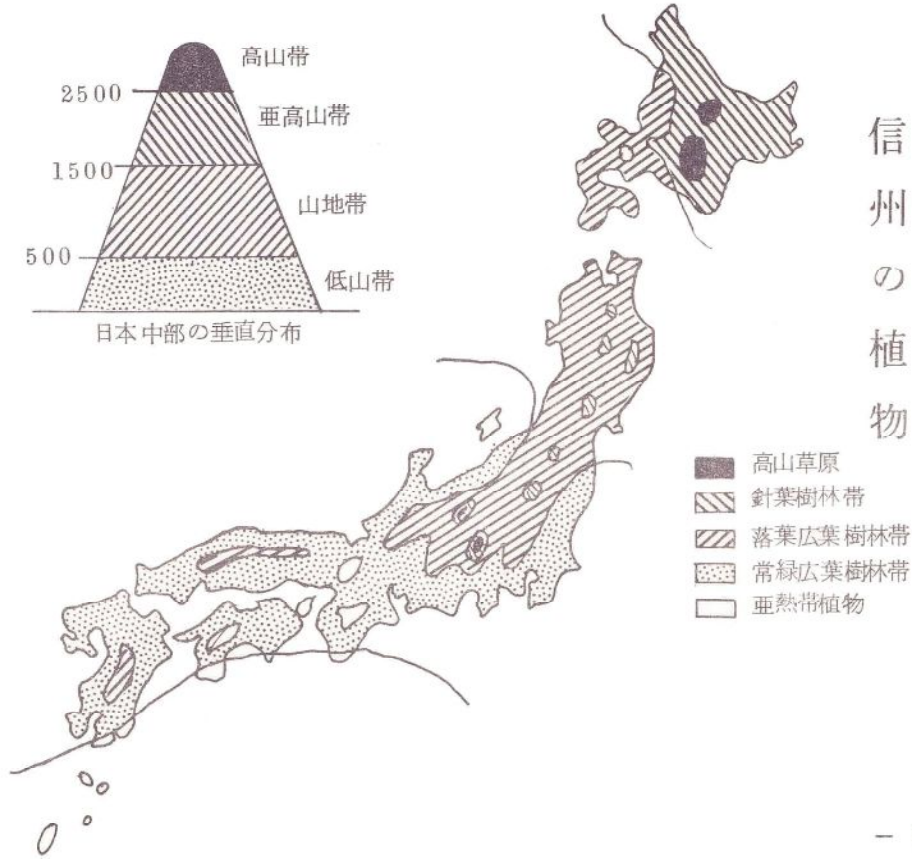 信州の植物
高山帯
2500
亜高山帯
1500
山地帯
500
低山帯
日本中部の垂直分布
高山草原
針葉樹林帯
落葉広葉樹林帯
常緑広葉樹林帯
亜熱帯植物
一